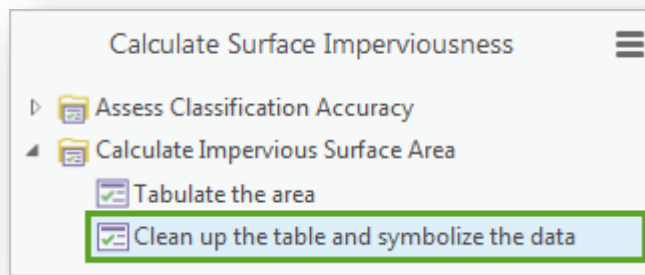 Calculate Surface Imperviousness
Assess Classification Accuracy
Calculate Impervious Surface Area
Tabulate the area
Clean up the table and symbolize the data